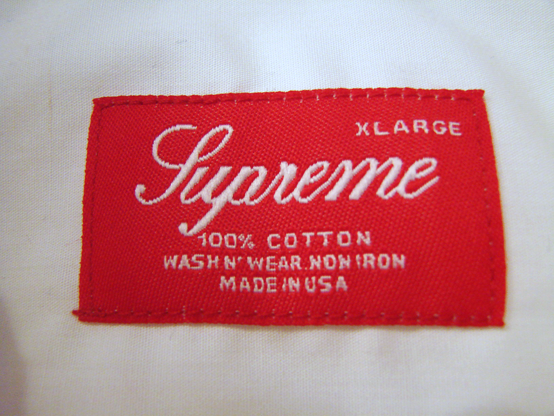 XLARGE
Supreme
100% COTTON
WASH N' WEAR.NON IRON
MADE IN USA